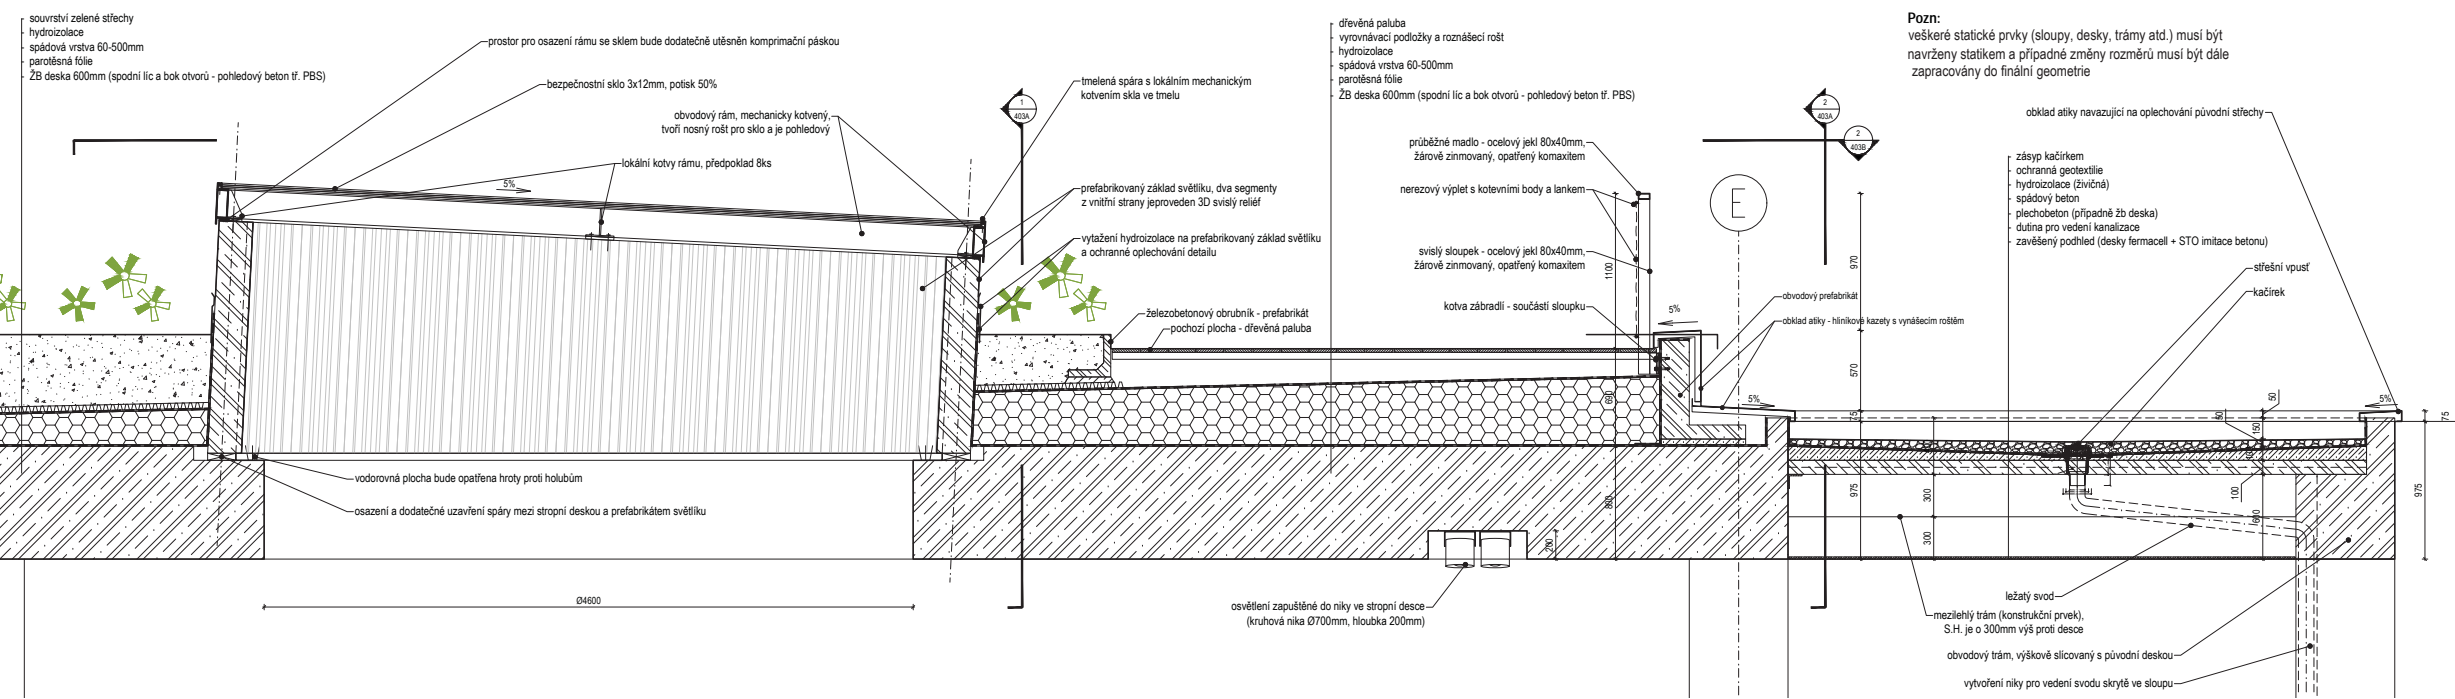 souvrství zelené střechy
hydroizolace
spádová vrstva 60-500mm
parotěsná fólie
ŽB deska 600mm (spodní líc a bok otvorů - pohledový beton tř. PBS)
prostor pro osazení rámu se sklem bude dodatečně utěsněn komprimační páskou
bezpečnostní sklo 3x12mm, potisk 50%
obvodový rám, mechanicky kotvený,
tvoří nosný rošt pro sklo a je pohledový
lokální kotvy rámu, předpoklad 8ks
5%
1
403A
tmelená spára s lokálním mechanickým
kotvením skla ve tmelu
prefabrikovaný základ světlíku, dva segmenty
z vnitřní strany jeproveden 3D svislý reliéf
vytažení hydroizolace na prefabrikovaný základ světlíku
a ochranné oplechování detailu
železobetonový obrubník - prefabrikát
pochozí plocha - dřevěná paluba
vodorovná plocha bude opatřena hroty proti holubům
osazení a dodatečné uzavření spáry mezi stropní deskou a prefabrikátem světlíku
Ø4600
dřevěná paluba
vyrovnávací podložky a roznášecí rošt
hydroizolace
spádová vrstva 60-500mm
parotěsná fólie
ŽB deska 600mm (spodní líc a bok otvorů - pohledový beton tř. PBS)
průběžné madlo - ocelový jekl 80x40mm,
žárově zinmovaný, opatřený komaxitem
nerezový výplet s kotevními body a lankem
svislý sloupek - ocelový jekl 80x40mm,
žárově zinmovaný, opatřený komaxitem
kotva zábradlí - součástí sloupku
1100
690
800
200
osvětlení zapuštěné do niky ve stropní desce
(kruhová nika Ø700mm, hloubka 200mm)
E
5%
5%
2
403A
2
403B
obvodový prefabrikát
obklad atiky - hliníkové kazety s vynášecím roštěm
970
570
75
975
300
300
Pozn:
veškeré statické prvky (sloupy, desky, trámy atd.) musí být
navrženy statikem a případné změny rozměrů musí být dále
zapracovány do finální geometrie
obklad atiky navazující na oplechování původní střechy
zásyp kačírkem
ochranná geotextilie
hydroizolace (živičná)
spádový beton
plechobeton (případně žb deska)
dutina pro vedení kanalizace
zavěšený podhled (desky fermacell + STO imitace betonu)
střešní vpusť
kačírek
50
50
150
100
600
5%
75
975
ležatý svod
mezilehlý trám (konstrukční prvek),
S.H. je o 300mm výš proti desce
obvodový trám, výškově slícovaný s původní deskou
vytvoření niky pro vedení svodu skrytě ve sloupu